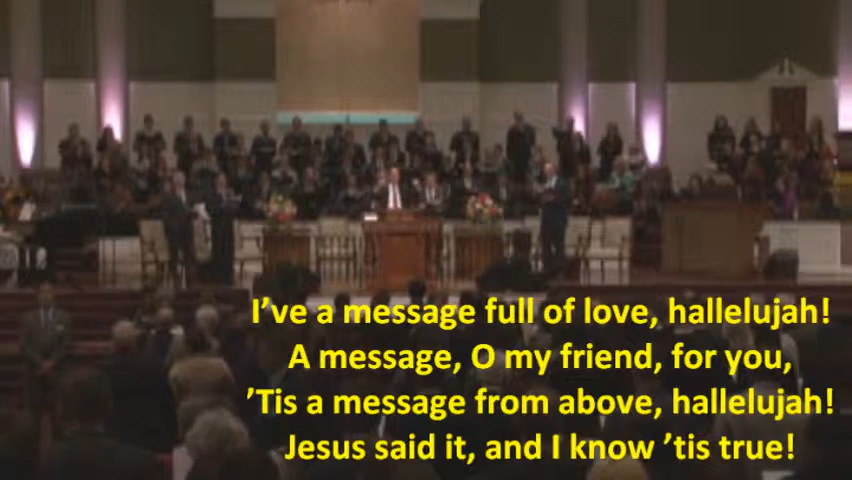 I’ve a message full of love, hallelujah!
A message, O my friend, for you,
’Tis a message from above, hallelujah!
Jesus said it, and I know ’tis true!